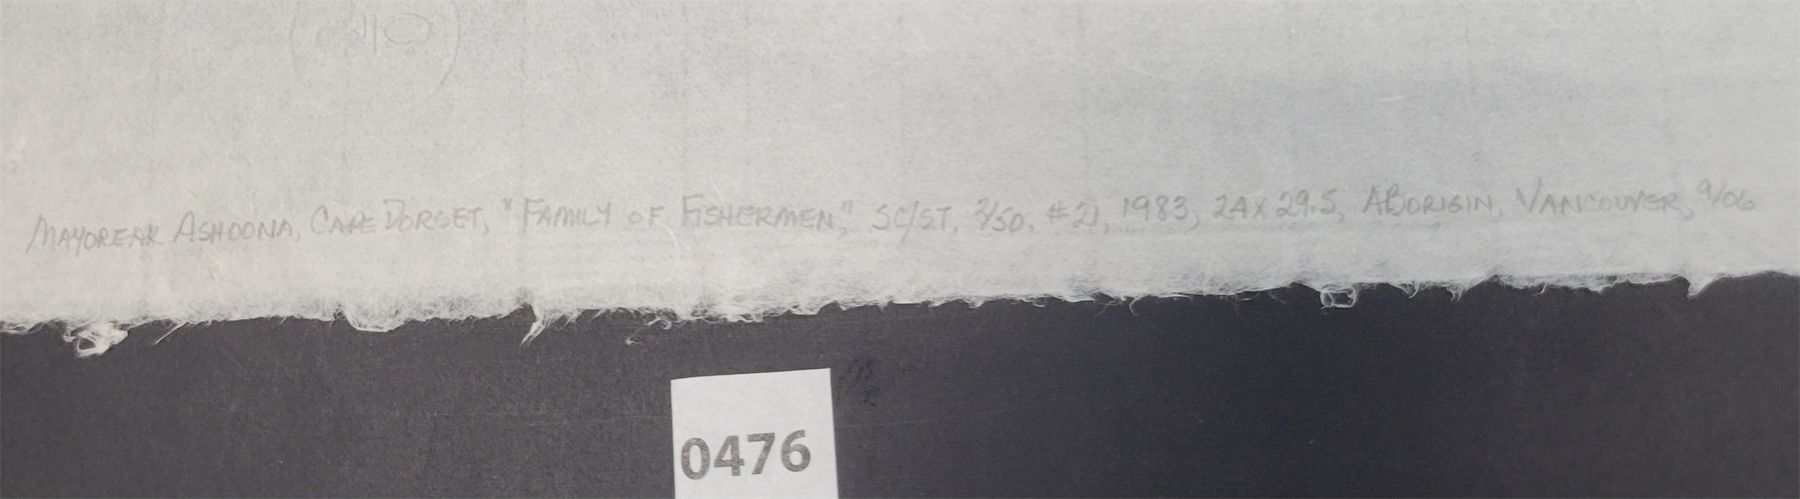 MAYOREAK ASHOONA, CAPE DORSET, "FAMILY OF FISHERMEN," SC/ST, 2/50, #21, 1983, 24 X 29.5, ABORIGIN, VANCOUVER, 9/06
0476